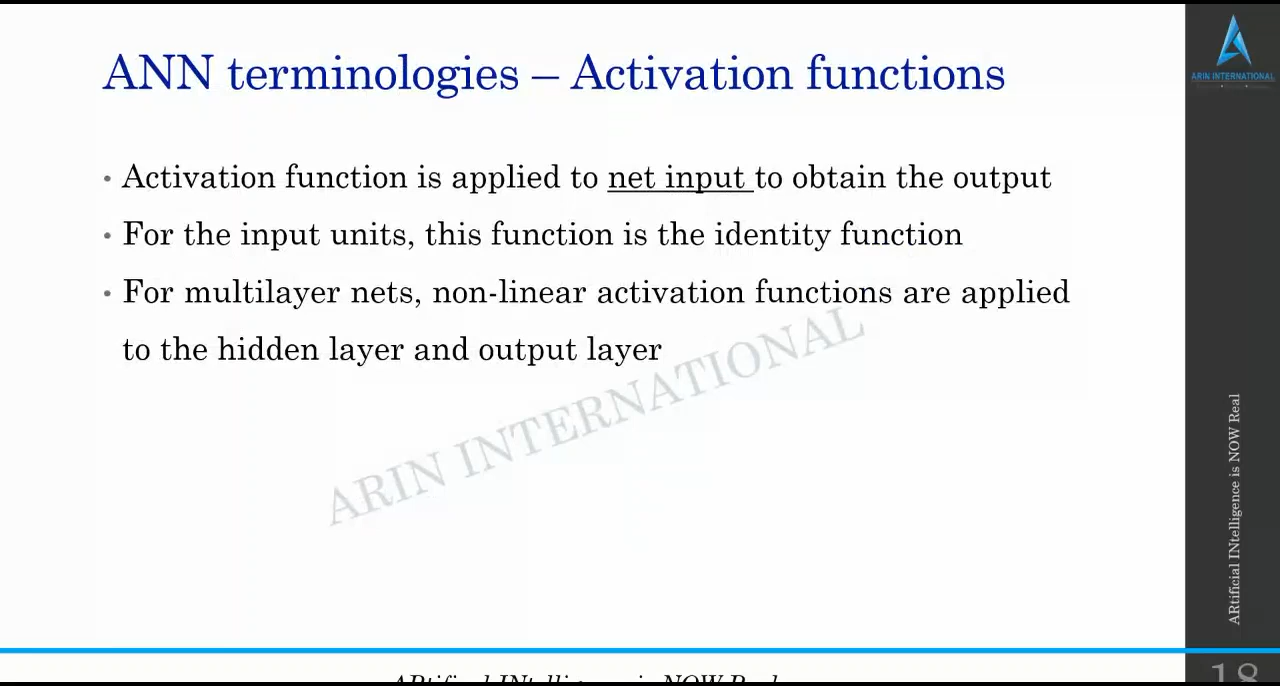 ANN terminologies – Activation functions
• Activation function is applied to net input to obtain the output
• For the input units, this function is the identity function
• For multilayer nets, non-linear activation functions are applied
to the hidden layer and output layer
ARIN INTERNATIONAL
ARIN INTERNATIONAL
ARtificial INtelligence is NOW Real
ARtificial INtelligence is NOW Real
18